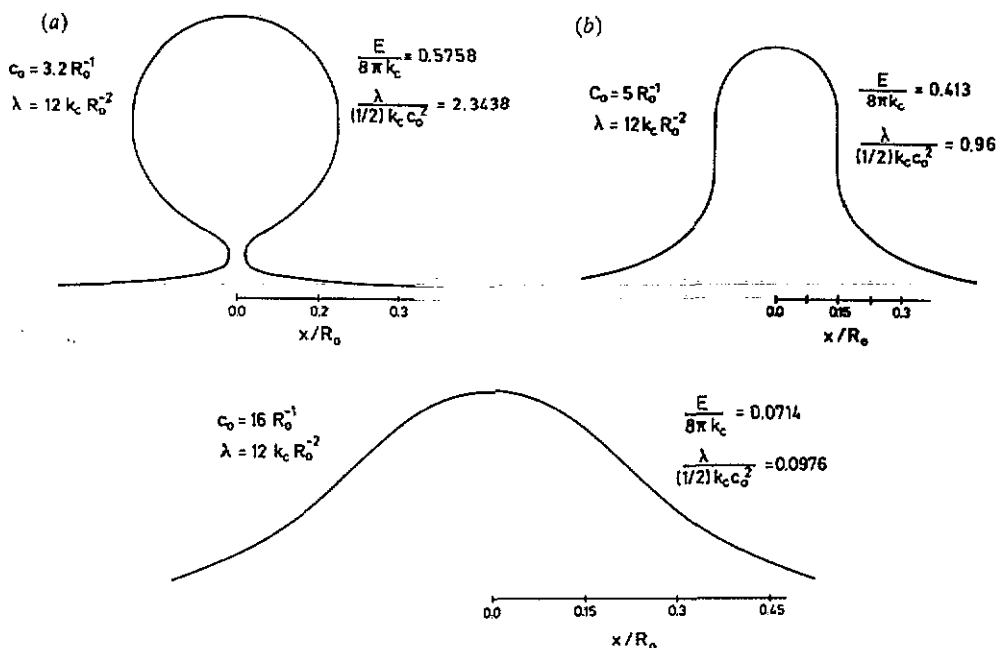 (a)
c₀ = 3.2 R₀⁻¹
λ = 12 k_c R₀⁻²
E / 8πk_c = 0.5758
λ / (1/2) k_c c₀² = 2.3438
0.0 0.2 0.3
x/R₀
(b)
C₀ = 5 R₀⁻¹
λ = 12 k_c R₀⁻²
E / 8πk_c = 0.413
λ / (1/2) k_c c₀² = 0.96
0.0 0.15 0.3
x/R₀
c₀ = 16 R₀⁻¹
λ = 12 k_c R₀⁻²
E / 8πk_c = 0.0714
λ / (1/2) k_c c₀² = 0.0976
0.0 0.15 0.3 0.45
x/R₀